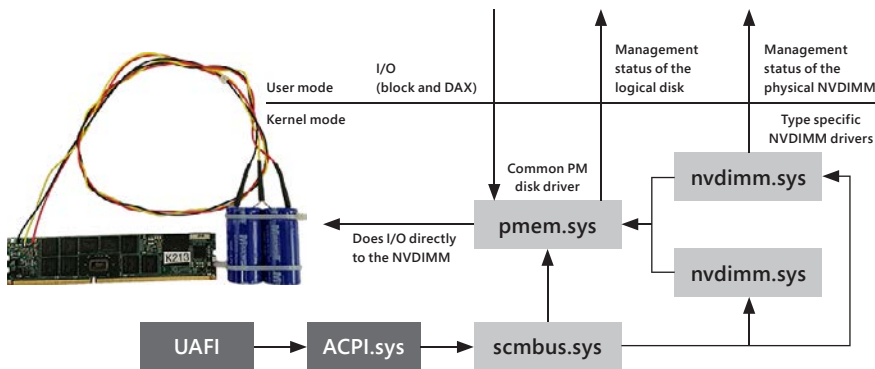 I/O
(block and DAX)
Management
status of the
logical disk
Management
status of the
physical NVDIMM
User mode
Kernel mode
Type specific
NVDIMM drivers
Common PM
disk driver
nvdimm.sys
pmem.sys
Does I/O directly
to the NVDIMM
nvdimm.sys
K213
UAFI
ACPI.sys
scmbus.sys